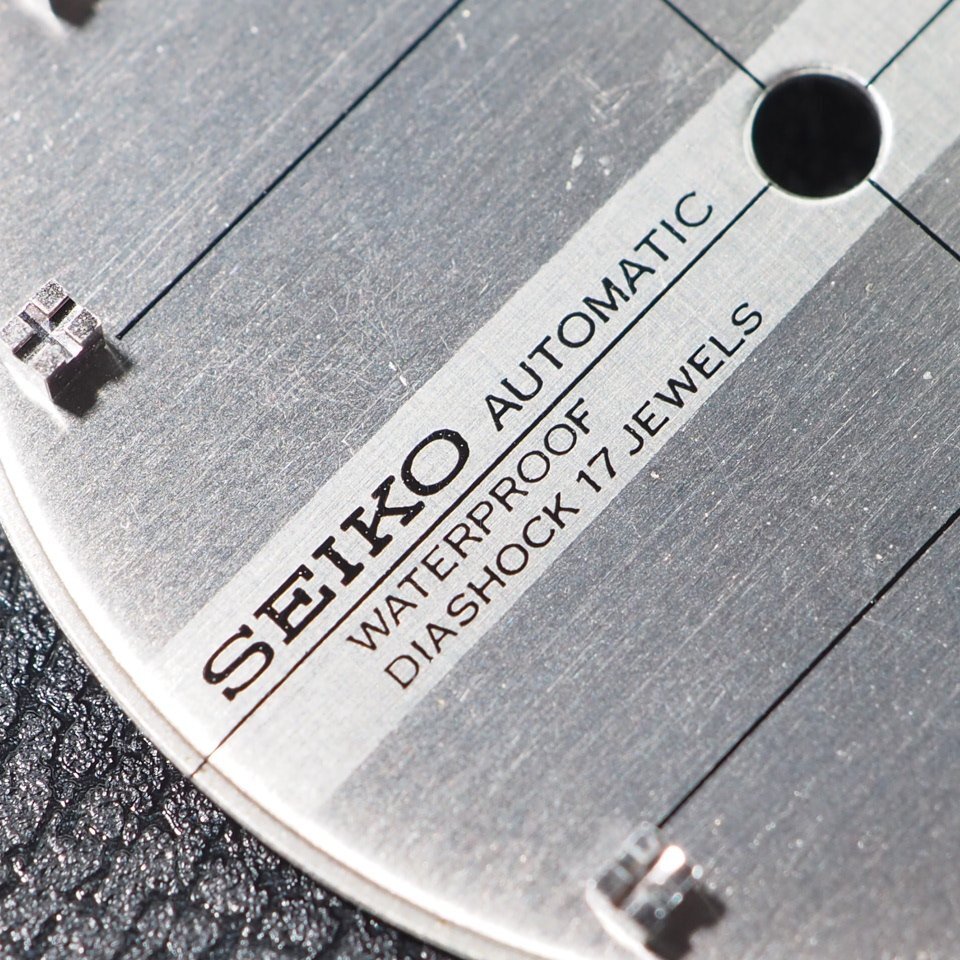 SEIKO AUTOMATIC
WATERPROOF
DIASHOCK 17 JEWELS